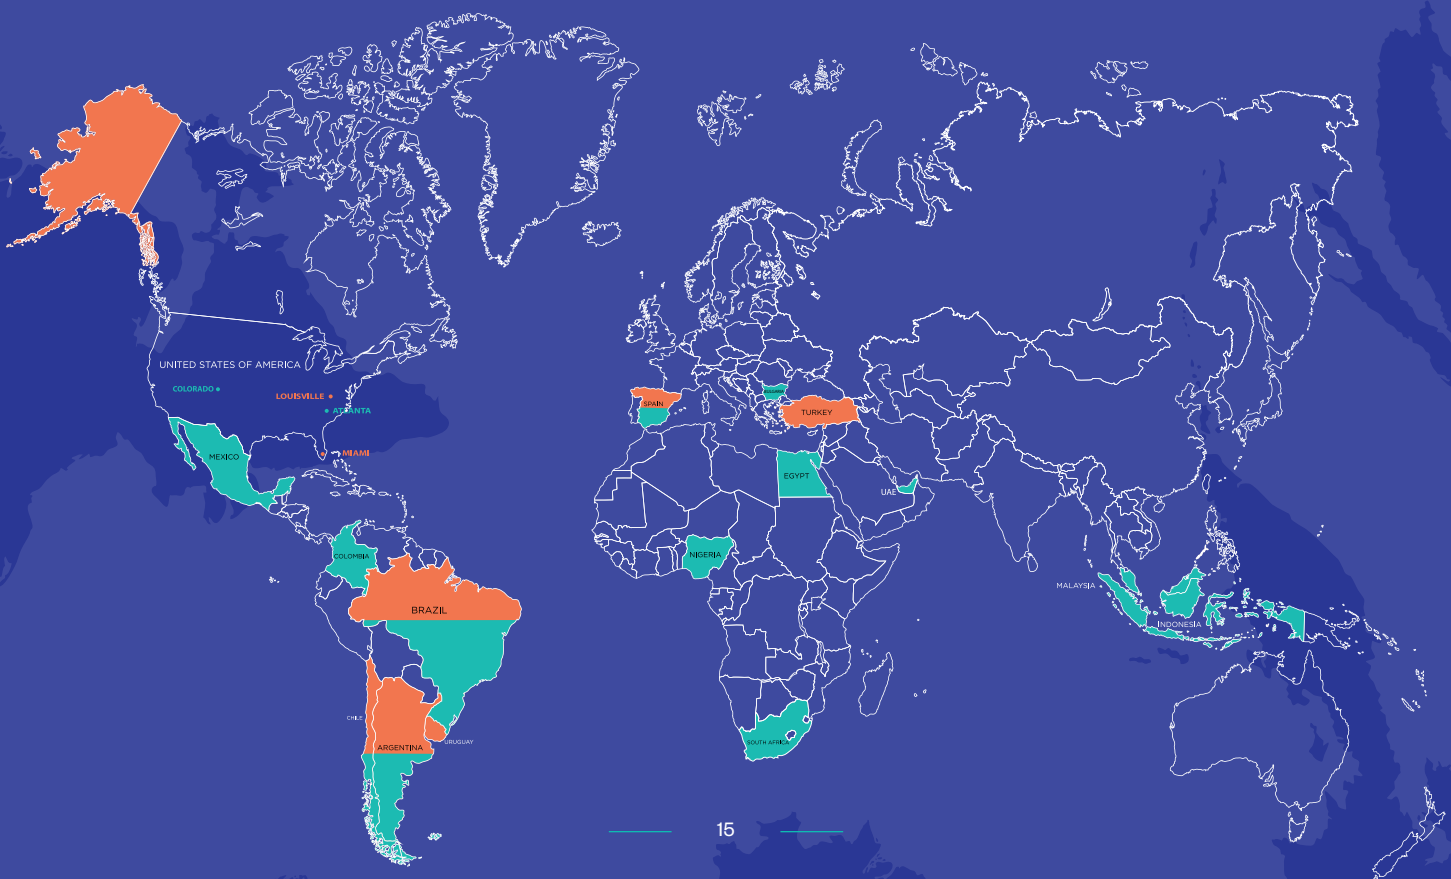 UNITED STATES OF AMERICA
COLORADO
LOUISVILLE
ATLANTA
MIAMI
MEXICO
COLOMBIA
BRAZIL
CHILE
ARGENTINA
URUGUAY
SPAIN
BULGARIA
TURKEY
EGYPT
UAE
NIGERIA
SOUTH AFRICA
MALAYSIA
INDONESIA
15